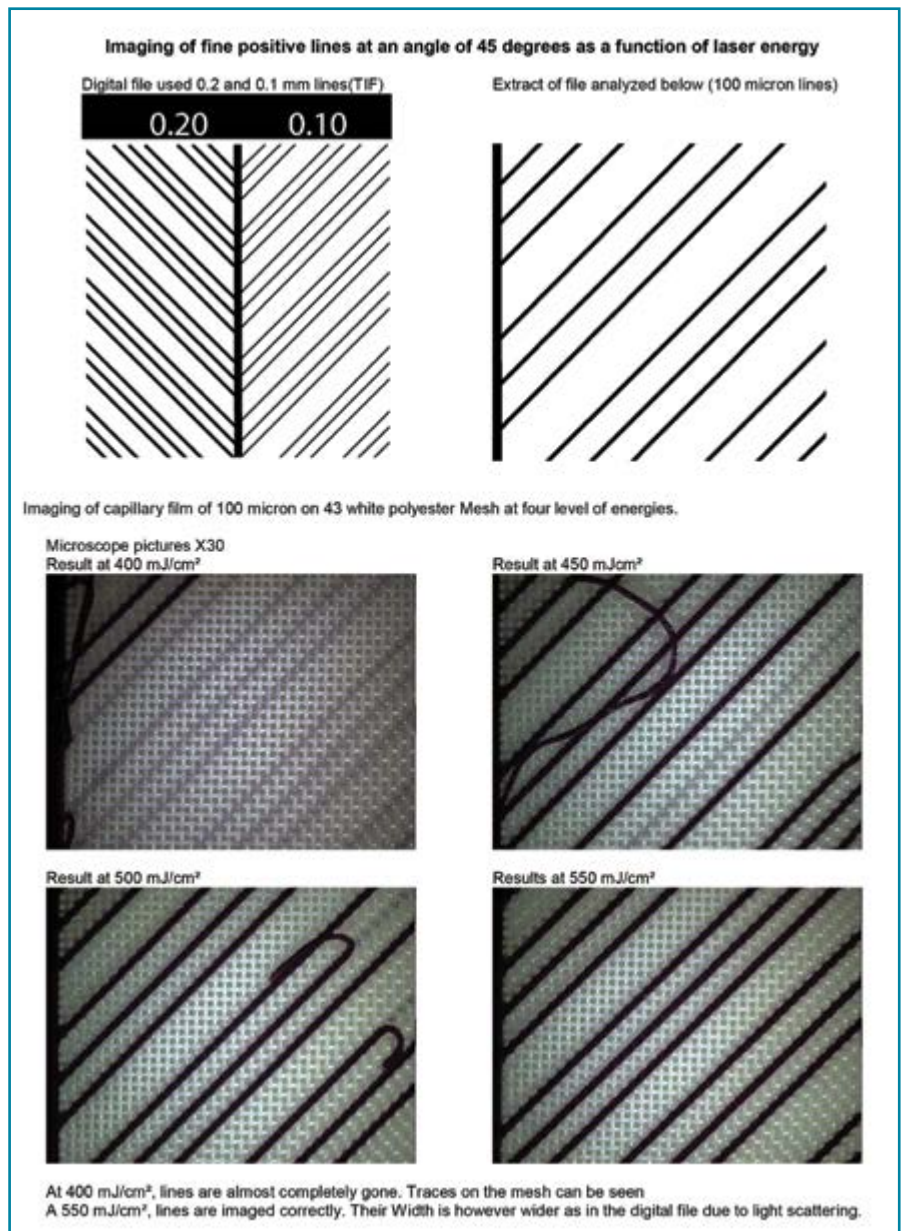 Imaging of fine positive lines at an angle of 45 degrees as a function of laser energy
Digital file used 0.2 and 0.1 mm lines(TIF)
Extract of file analyzed below (100 micron lines)
0.20 0.10
Imaging of capillary film of 100 micron on 43 white polyester Mesh at four level of energies.
Microscope pictures X30
Result at 400 mJ/cm²
Result at 450 mJcm²
Result at 500 mJ/cm²
Results at 550 mJ/cm²
At 400 mJ/cm², lines are almost completely gone. Traces on the mesh can be seen
A 550 mJ/cm², lines are imaged correctly. Their Width is however wider as in the digital file due to light scattering.